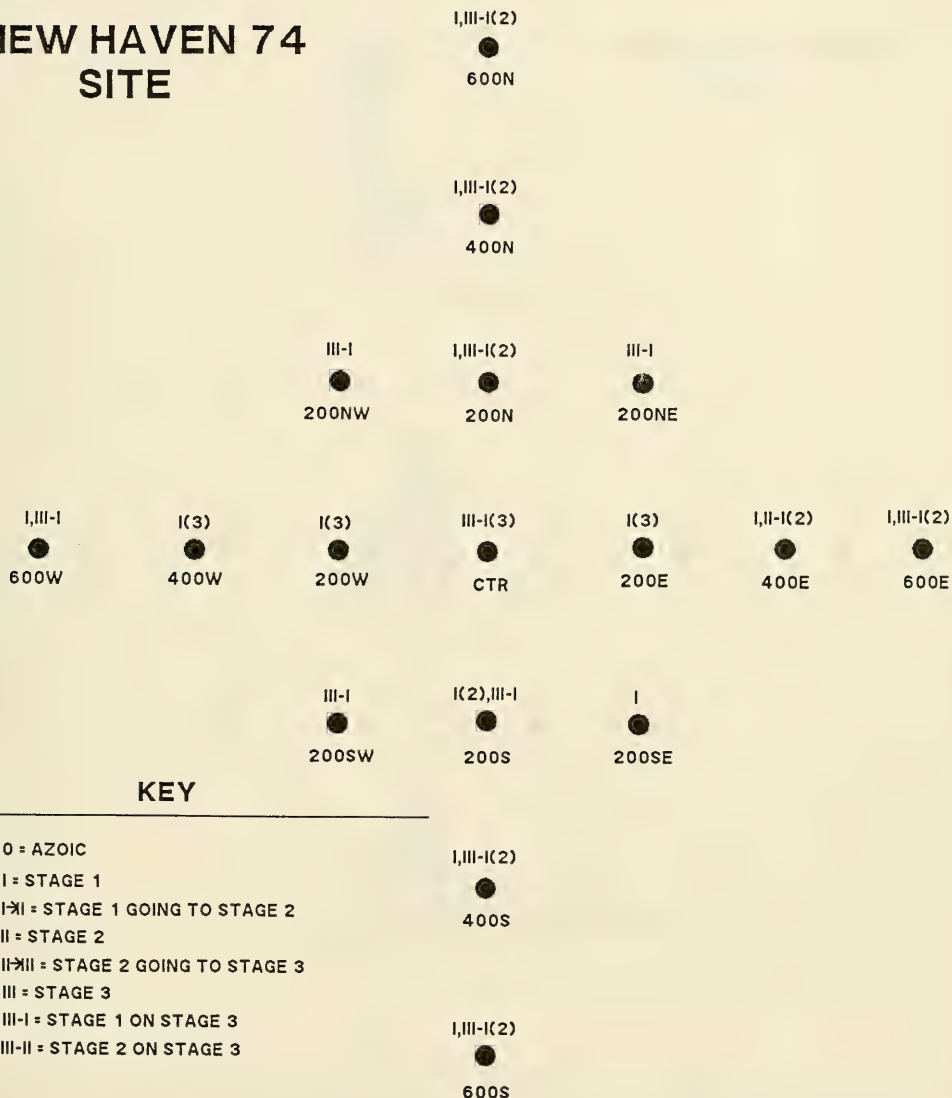 IEW HAVEN 74
SITE
I,III-I(2)
600N
I,III-I(2)
400N
III-I I,III-I(2) III-I
200NW 200N 200NE
I,III-I I(3) I(3) III-I(3) I(3) I,II-I(2) I,III-I(2)
600W 400W 200W CTR 200E 400E 600E
III-I I(2),III-I I
200SW 200S 200SE
KEY
0 = AZOIC
I = STAGE 1
I→II = STAGE 1 GOING TO STAGE 2
II = STAGE 2
II→III = STAGE 2 GOING TO STAGE 3
III = STAGE 3
III-I = STAGE 1 ON STAGE 3
III-II = STAGE 2 ON STAGE 3
I,III-I(2)
400S
I,III-I(2)
600S